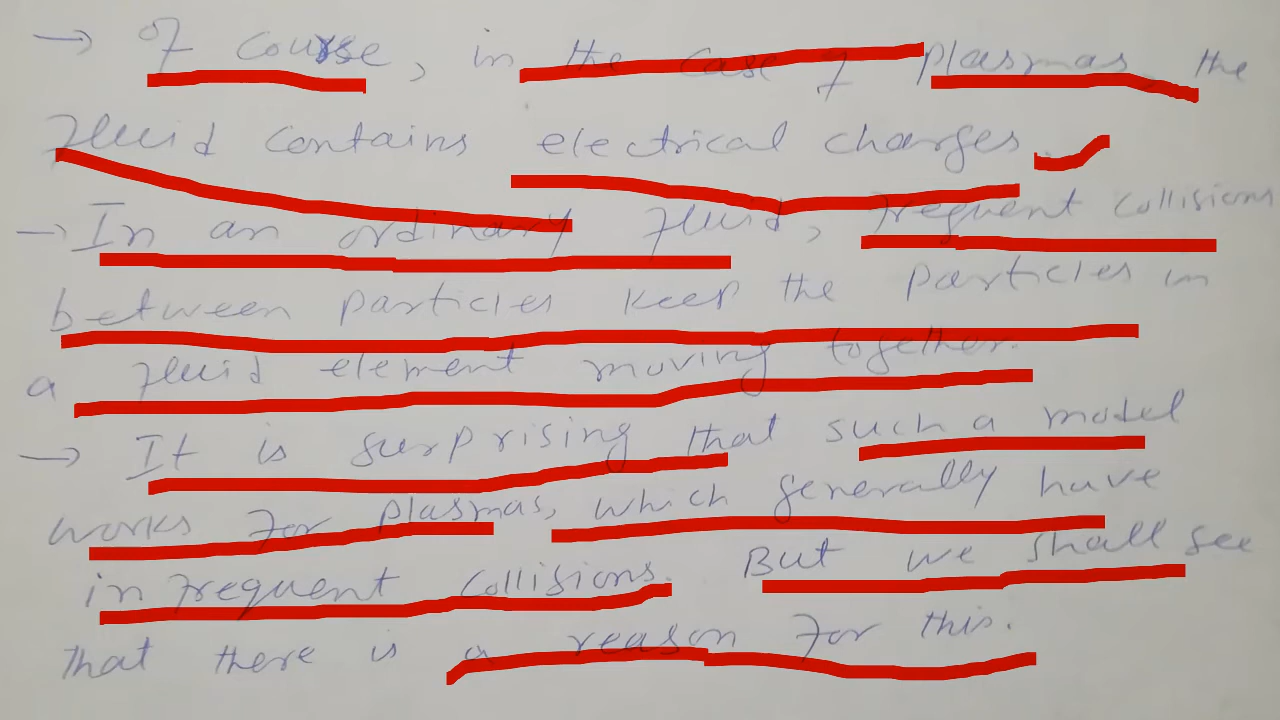 → Of course, in the case of plasmas the
fluid contains electrical charges.
→ In an ordinary fluid, frequent collisions
between particles keep the particles in
a fluid element moving together.
→ It is surprising that such a model
works for plasmas, which generally have
infrequent collisions. But we shall see
that there is a reason for this.